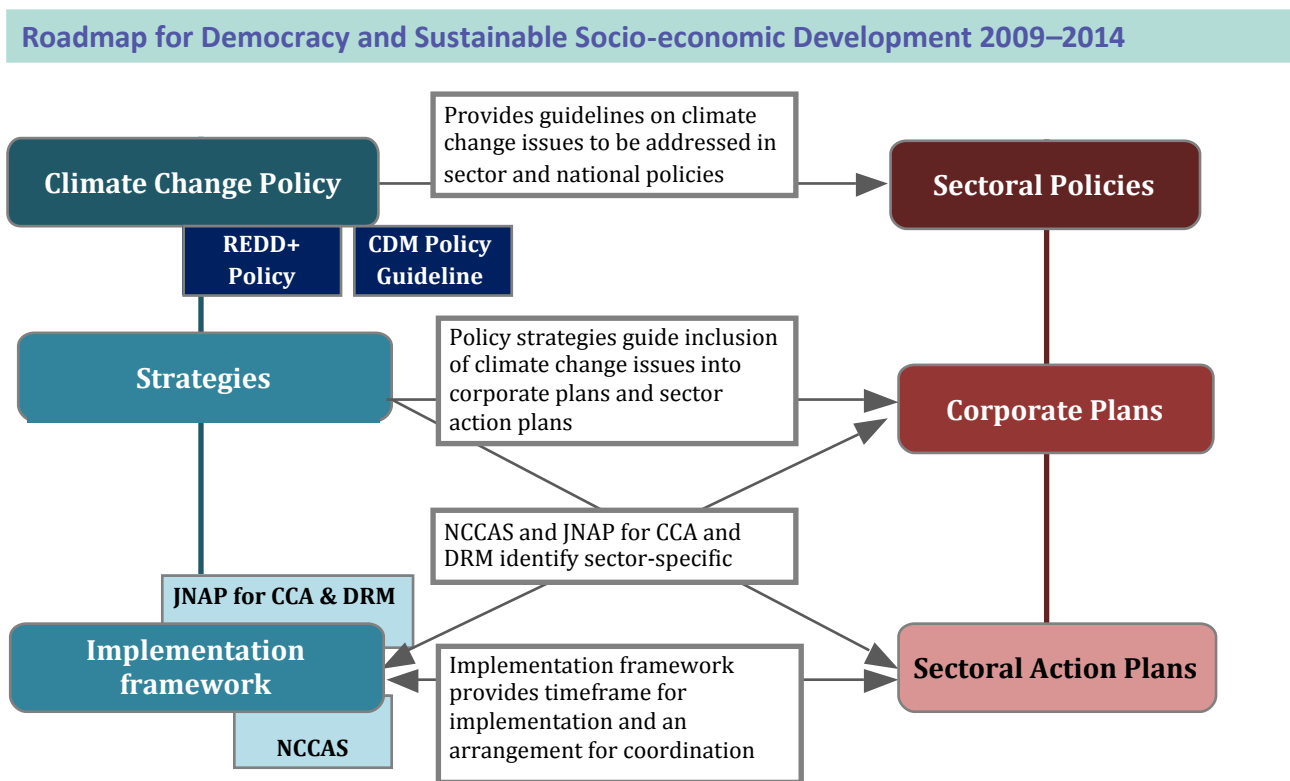 Roadmap for Democracy and Sustainable Socio-economic Development 2009–2014
Provides guidelines on climate
change issues to be addressed in
sector and national policies
Climate Change Policy
Sectoral Policies
REDD+
Policy
CDM Policy
Guideline
Policy strategies guide inclusion
of climate change issues into
corporate plans and sector
action plans
Strategies
Corporate Plans
NCCAS and JNAP for CCA and
DRM identify sector-specific
JNAP for CCA & DRM
Implementation
framework
Implementation framework
provides timeframe for
implementation and an
arrangement for coordination
Sectoral Action Plans
NCCAS